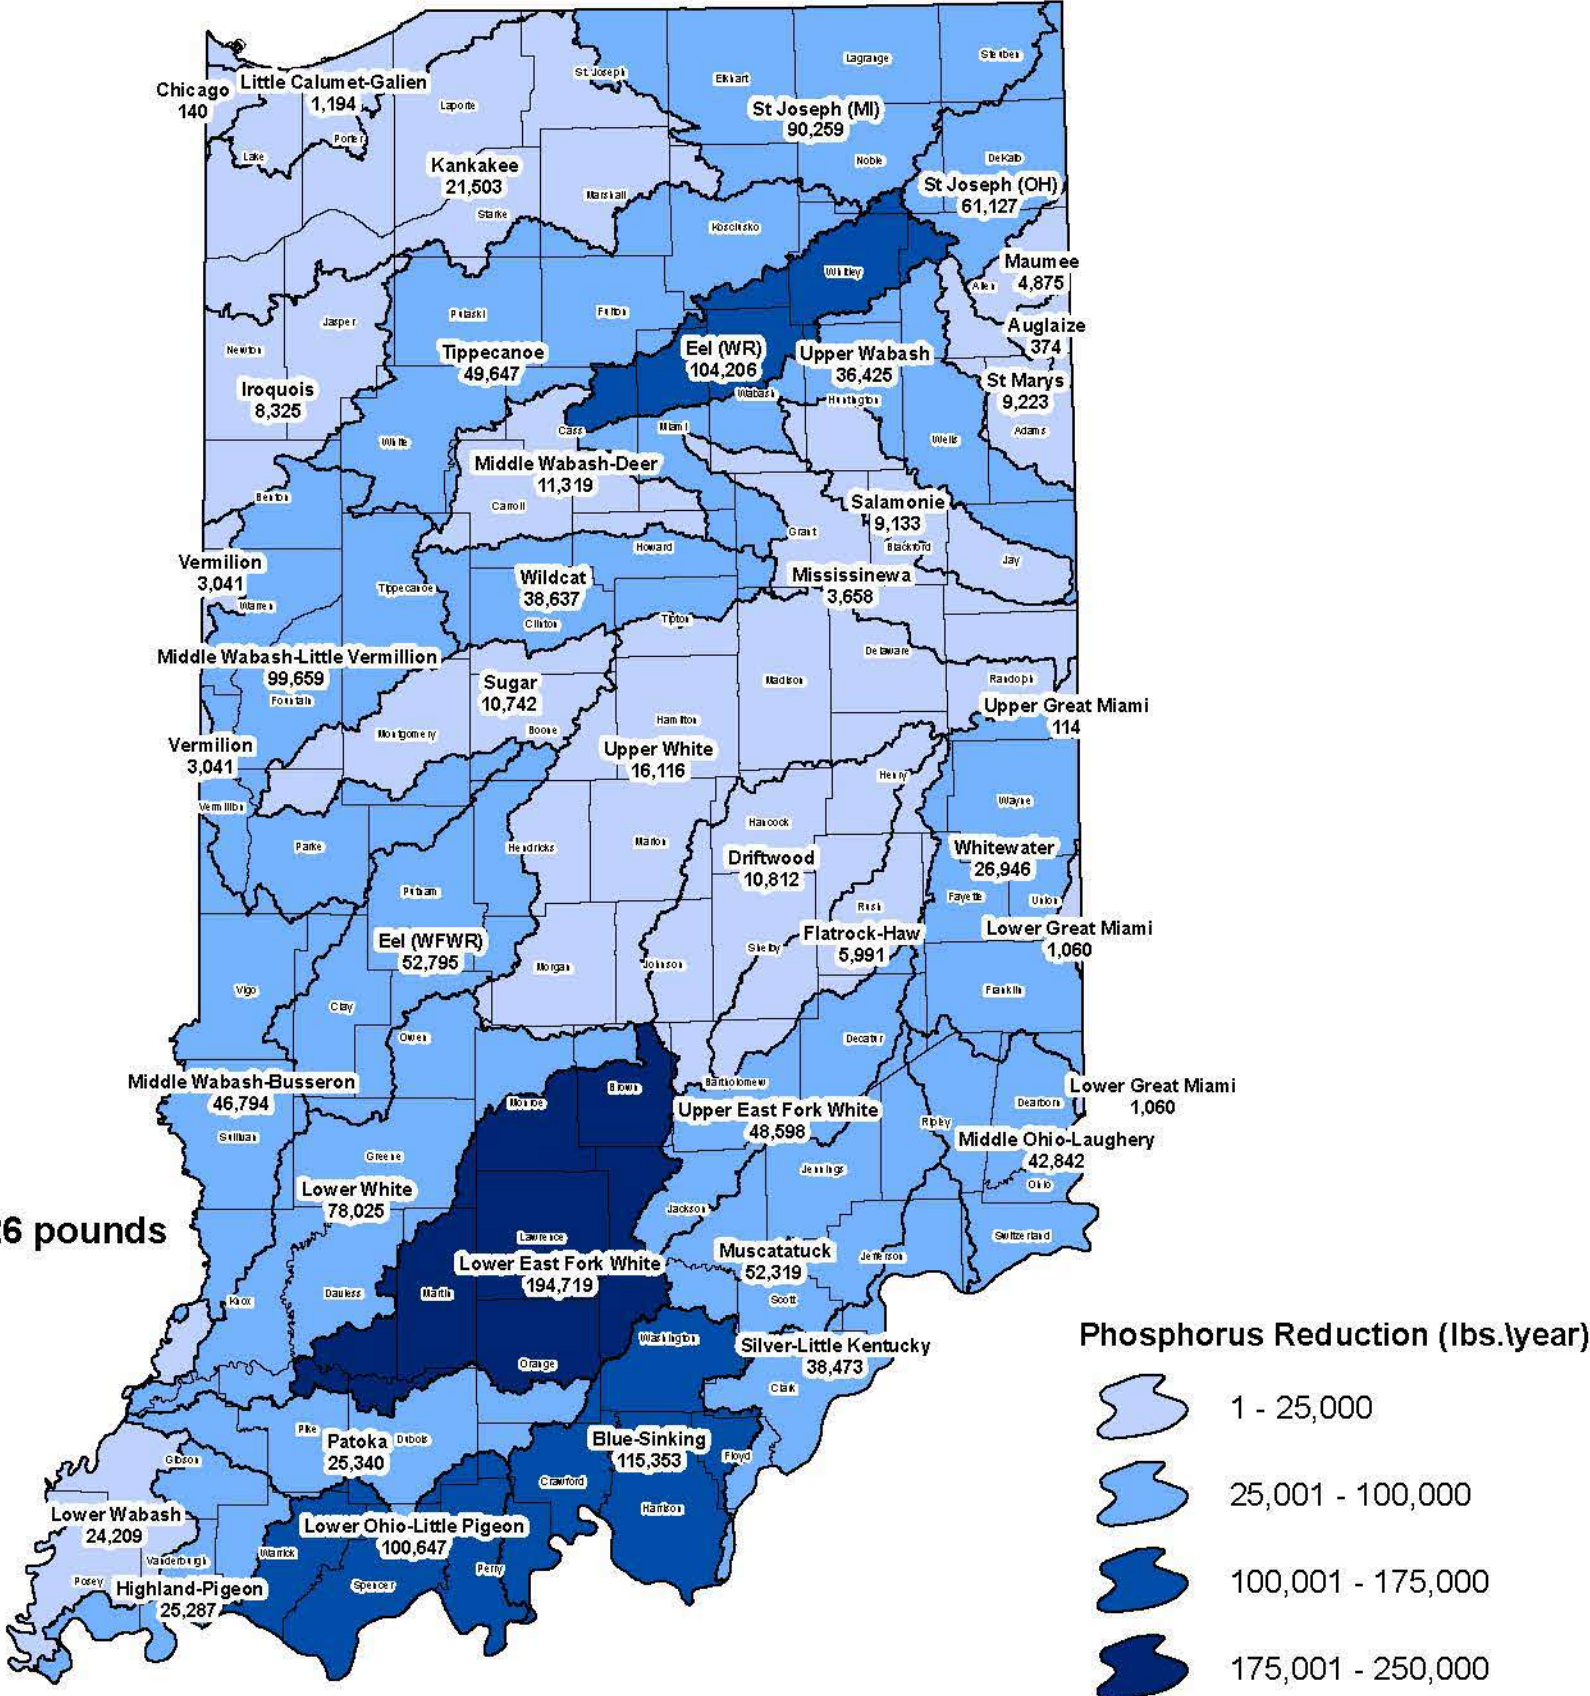 St. Joseph
Elkhart
Lagrange
Steuben
Chicago
140
Little Calumet-Galien
1,194
Laporte
St Joseph (MI)
90,259
Porter
Lake
Kankakee
21,503
Noble
DeKalb
St Joseph (OH)
61,127
Marshall
Starke
Kosciusko
Whitley
Maumee
4,875
Allen
Jasper
Pulaski
Fulton
Auglaize
374
Newton
Tippecanoe
49,647
Eel (WR)
104,206
Upper Wabash
36,425
St Marys
9,223
Iroquois
8,325
Wabash
Huntington
Cass
Miami
Adams
White
Wells
Middle Wabash-Deer
11,319
Benton
Carroll
Salamonie
9,133
Grant
Blackford
Howard
Jay
Vermilion
3,041
Wildcat
38,637
Mississinewa
3,658
Tippecanoe
Warren
Clinton
Tipton
Delaware
Middle Wabash-Little Vermillion
99,659
Sugar
10,742
Madison
Randolph
Fountain
Upper Great Miami
114
Hamilton
Montgomery
Boone
Vermilion
3,041
Upper White
16,116
Henry
Vermillion
Wayne
Hancock
Parke
Hendricks
Marion
Driftwood
10,812
Whitewater
26,946
Putnam
Fayette
Union
Rush
Eel (WFWR)
52,795
Flatrock-Haw
5,991
Lower Great Miami
1,060
Shelby
Morgan
Johnson
Vigo
Franklin
Clay
Owen
Decatur
Middle Wabash-Busseron
46,794
Brown
Bartholomew
Lower Great Miami
1,060
Monroe
Dearborn
Upper East Fork White
48,598
Ripley
Sullivan
Middle Ohio-Laughery
42,842
Greene
Jennings
Ohio
Lower White
78,025
Jackson
6 pounds
Lawrence
Switzerland
Lower East Fork White
194,719
Muscatatuck
52,319
Jefferson
Daviess
Martin
Knox
Scott
Washington
Silver-Little Kentucky
38,473
Orange
Clark
Pike
Patoka
25,340
Dubois
Blue-Sinking
115,353
Floyd
Gibson
Crawford
Harrison
Lower Wabash
24,209
Lower Ohio-Little Pigeon
100,647
Warrick
Vanderburgh
Perry
Posey
Spencer
Highland-Pigeon
25,287
Phosphorus Reduction (lbs.\year)
1 - 25,000
25,001 - 100,000
100,001 - 175,000
175,001 - 250,000